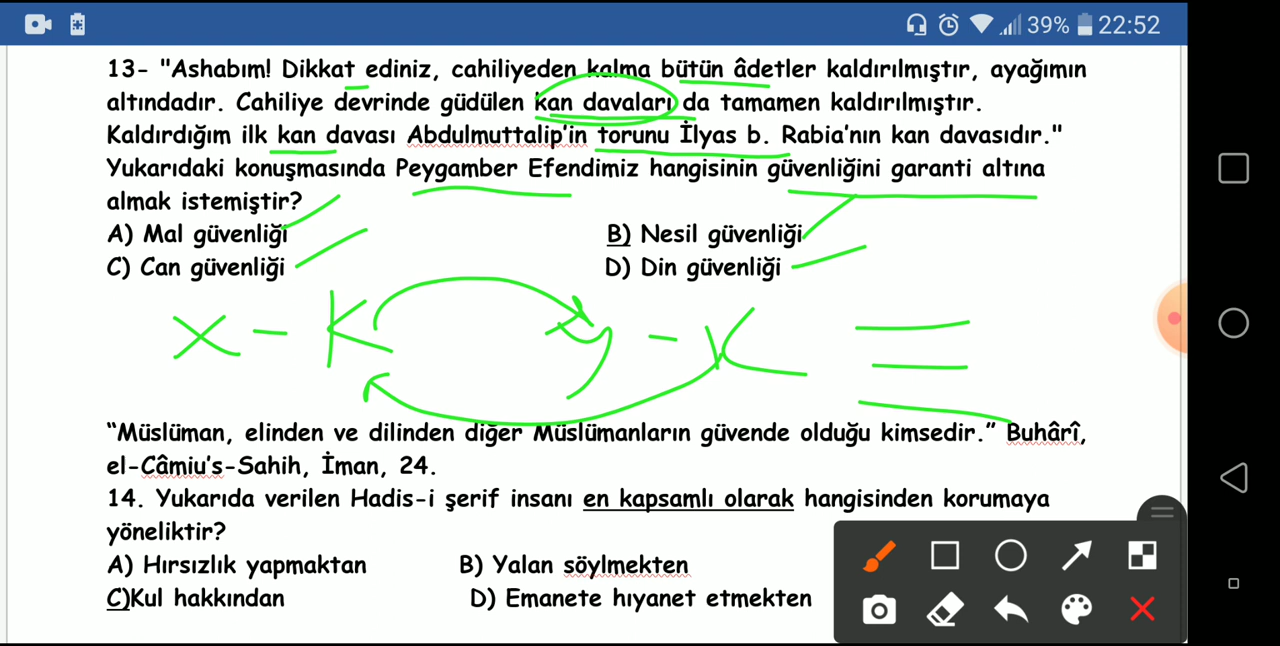 39% 22:52
13- "Ashabım! Dikkat ediniz, cahiliyeden kalma bütün âdetler kaldırılmıştır, ayağımın
altındadır. Cahiliye devrinde güdülen kan davaları da tamamen kaldırılmıştır.
Kaldırdığım ilk kan davası Abdulmuttalip’in torunu İlyas b. Rabia’nın kan davasıdır."
Yukarıdaki konuşmasında Peygamber Efendimiz hangisinin güvenliğini garanti altına
almak istemiştir?
A) Mal güvenliği B) Nesil güvenliği
C) Can güvenliği D) Din güvenliği
x - K y - K
“Müslüman, elinden ve dilinden diğer Müslümanların güvende olduğu kimsedir.” Buhârî,
el-Câmiu’s-Sahih, İman, 24.
14. Yukarıda verilen Hadis-i şerif insanı en kapsamlı olarak hangisinden korumaya
yöneliktir?
A) Hırsızlık yapmaktan B) Yalan söylmekten
C)Kul hakkından D) Emanete hıyanet etmekten